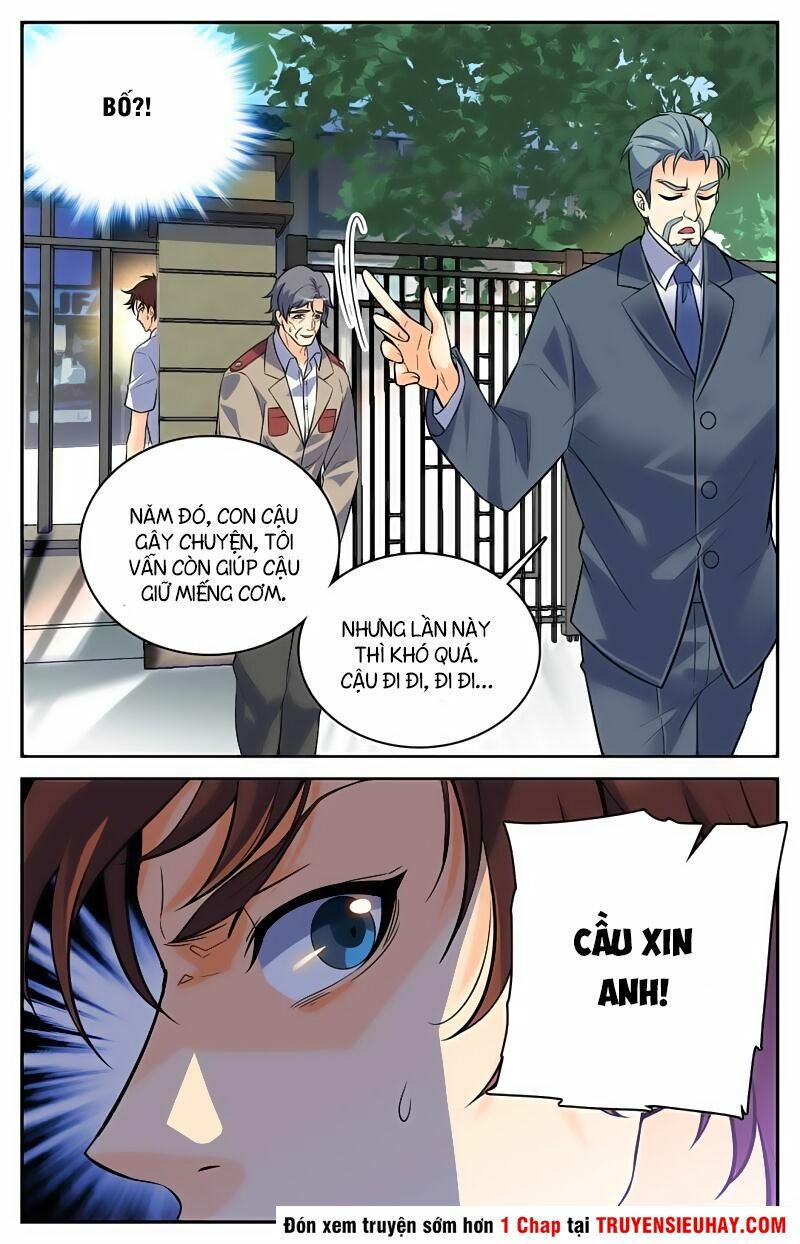 BỐ?!
NĂM ĐÓ, CON CẬU
GÂY CHUYỆN, TÔI
VẪN CÒN GIÚP CẬU
GIỮ MIẾNG CƠM.
NHƯNG LẦN NÀY
THÌ KHÓ QUÁ.
CẬU ĐI ĐI, ĐI ĐI...
CẦU XIN
ANH!
Đón xem truyện sớm hơn 1 Chap tại TRUYENSIEUHAY.com